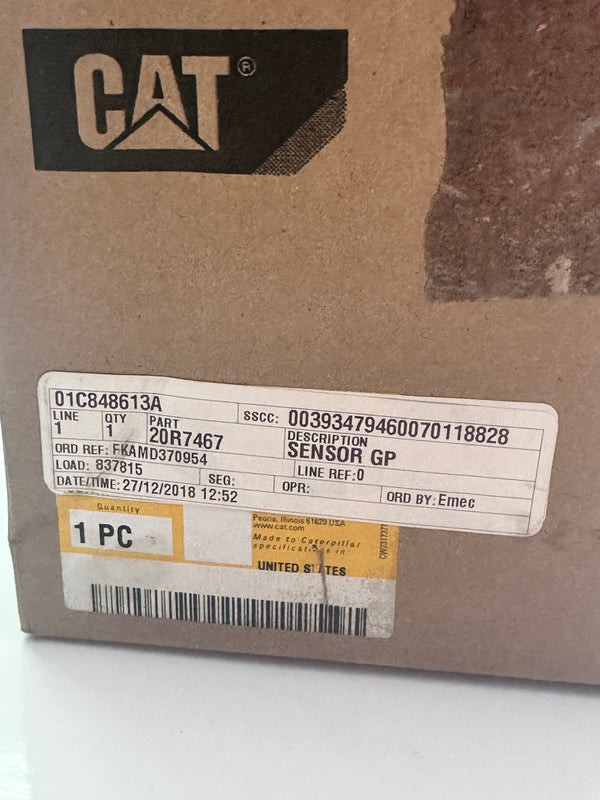 CAT®
01C848613A
SSCC: 00393479460070118828
LINE QTY PART DESCRIPTION
1 1 20R7467 SENSOR GP
ORD REF: FKAMD370954 LINE REF:0
LOAD: 837815 SEG: OPR: ORD BY: Emec
DATE/TIME: 27/12/2018 12:52
Quantity
1 PC
Peoria, Illinois 61629 USA
www.cat.com
Made to Caterpillar
specifications in:
UNITED STATES